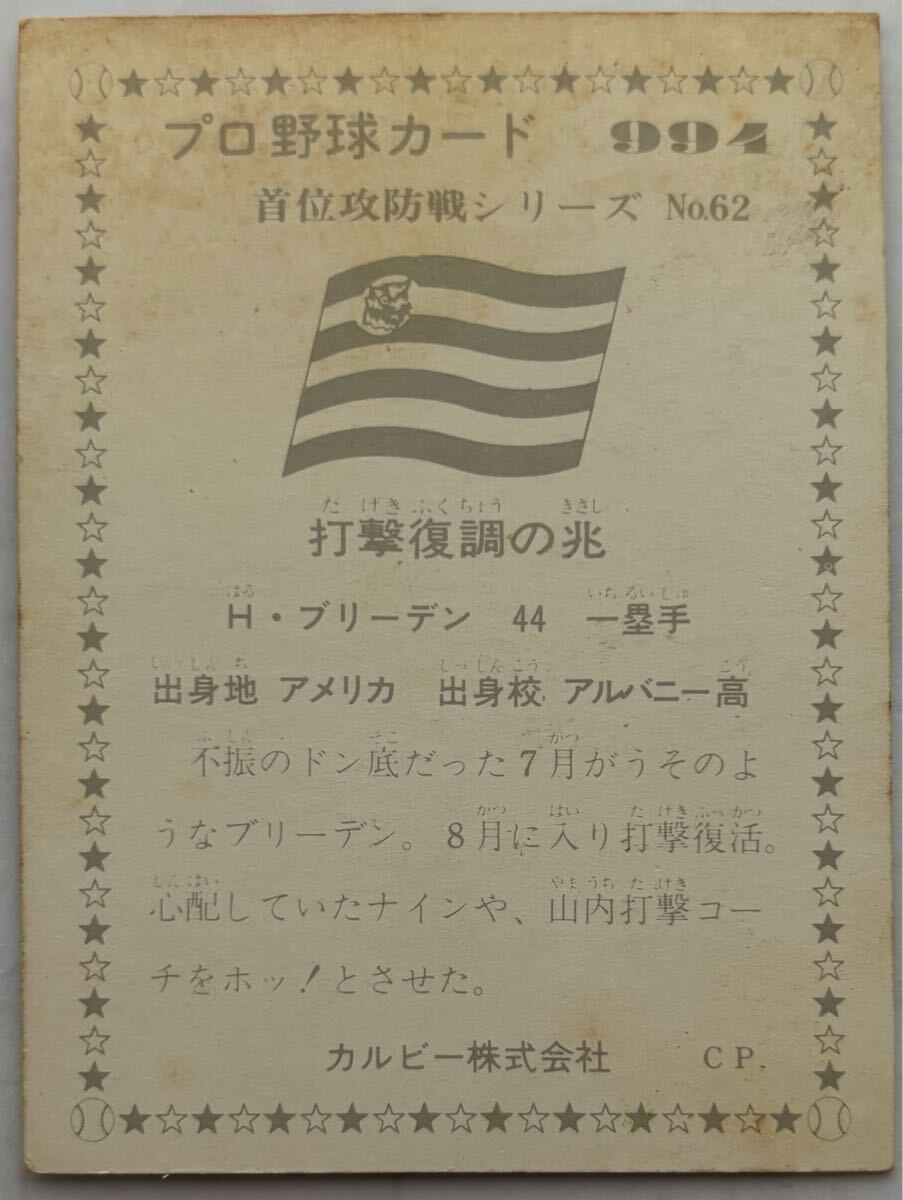 プロ野球カード 994
首位攻防戦シリーズ No.62
だ げきふくちょう きざし
打撃復調の兆
はる いちるいしゅ
H・ブリーデン 44 一塁手
しゅっしん ち しゅっしんこう こう
出身地 アメリカ 出身校 アルバニー高
ふ しん そこ がつ
不振のドン底だった7月がうそのよ
がつ はい だ げきふっかつ
うなブリーデン。8月に入り打撃復活。
しんぱい やまうち だ げき
心配していたナインや、山内打撃コー
チをホッ!とさせた。
カルビー株式会社 CP.